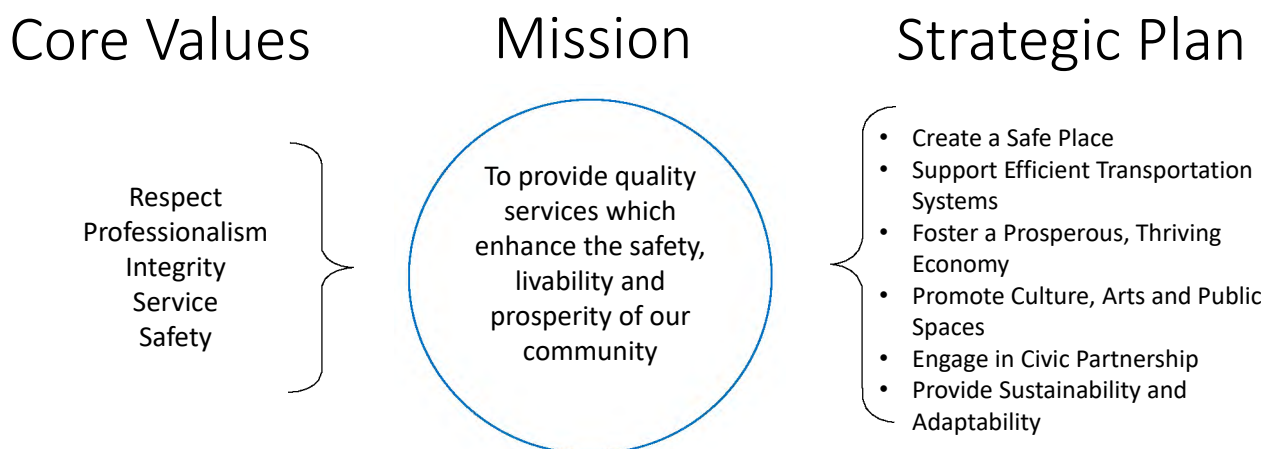 Core Values
Respect
Professionalism
Integrity
Service
Safety
Mission
To provide quality
services which
enhance the safety,
livability and
prosperity of our
community
Strategic Plan
• Create a Safe Place
• Support Efficient Transportation
Systems
• Foster a Prosperous, Thriving
Economy
• Promote Culture, Arts and Public
Spaces
• Engage in Civic Partnership
• Provide Sustainability and
Adaptability